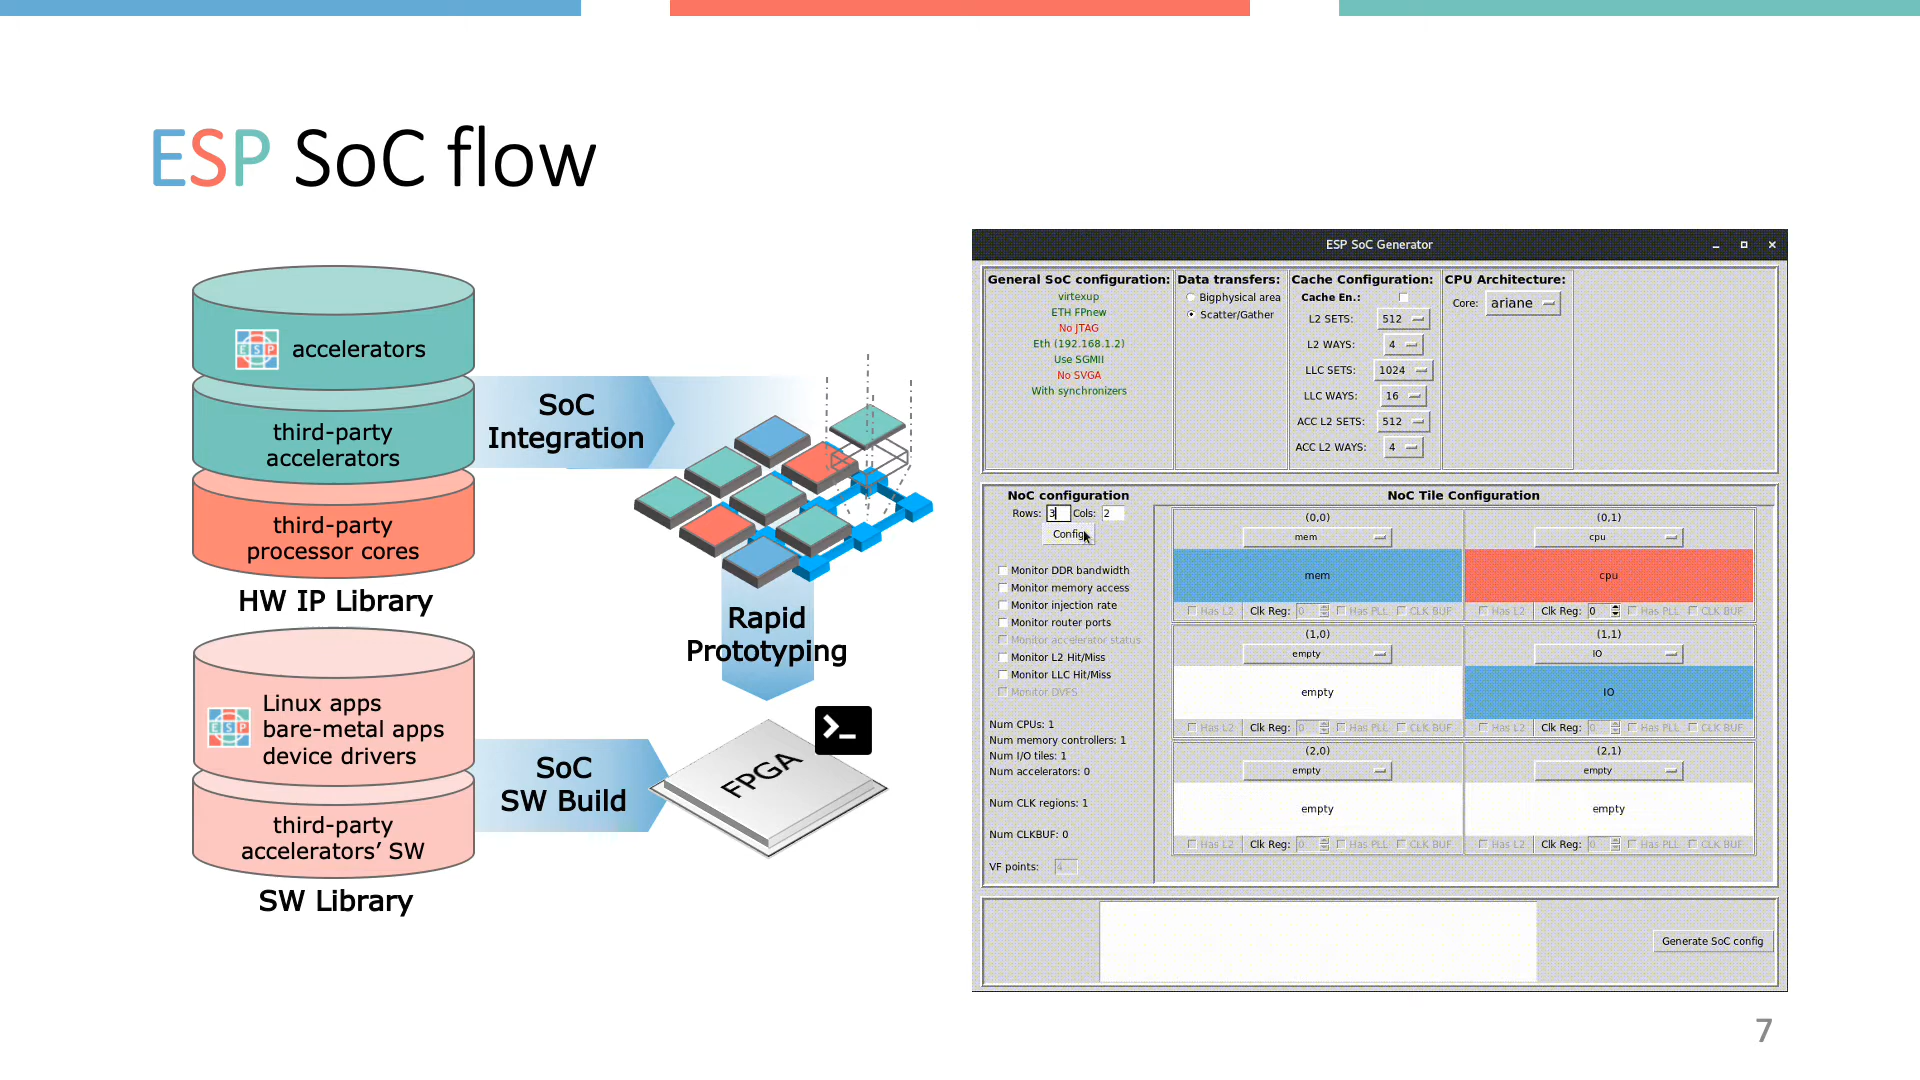 ESP SoC flow
ESP
accelerators
third-party
accelerators
third-party
processor cores
HW IP Library
ESP
Linux apps
bare-metal apps
device drivers
third-party
accelerators’ SW
SW Library
SoC
Integration
Rapid
Prototyping
SoC
SW Build
FPGA
>_
ESP SoC Generator
General SoC configuration:
virtexup
ETH FPnew
No JTAG
Eth (192.168.1.2)
Use SGMII
No SVGA
With synchronizers
Data transfers:
Bigphysical area
Scatter/Gather
Cache Configuration:
Cache En.:
L2 SETS: 512
L2 WAYS: 4
LLC SETS: 1024
LLC WAYS: 16
ACC L2 SETS: 512
ACC L2 WAYS: 4
CPU Architecture:
Core: ariane
NoC configuration
Rows: 3 Cols: 2
Config
Monitor DDR bandwidth
Monitor memory access
Monitor injection rate
Monitor router ports
Monitor accelerator status
Monitor L2 Hit/Miss
Monitor LLC Hit/Miss
Monitor DVFS
Num CPUs: 1
Num memory controllers: 1
Num I/O tiles: 1
Num accelerators: 0
Num CLK regions: 1
Num CLKBUF: 0
VF points: 4
NoC Tile Configuration
(0,0)
mem
mem
Has L2 Clk Reg: 0 Has PLL CLK BUF
(0,1)
cpu
cpu
Has L2 Clk Reg: 0 Has PLL CLK BUF
(1,0)
empty
empty
Has L2 Clk Reg: 0 Has PLL CLK BUF
(1,1)
IO
IO
Has L2 Clk Reg: 0 Has PLL CLK BUF
(2,0)
empty
empty
Has L2 Clk Reg: 0 Has PLL CLK BUF
(2,1)
empty
empty
Has L2 Clk Reg: 0 Has PLL CLK BUF
Generate SoC config
7